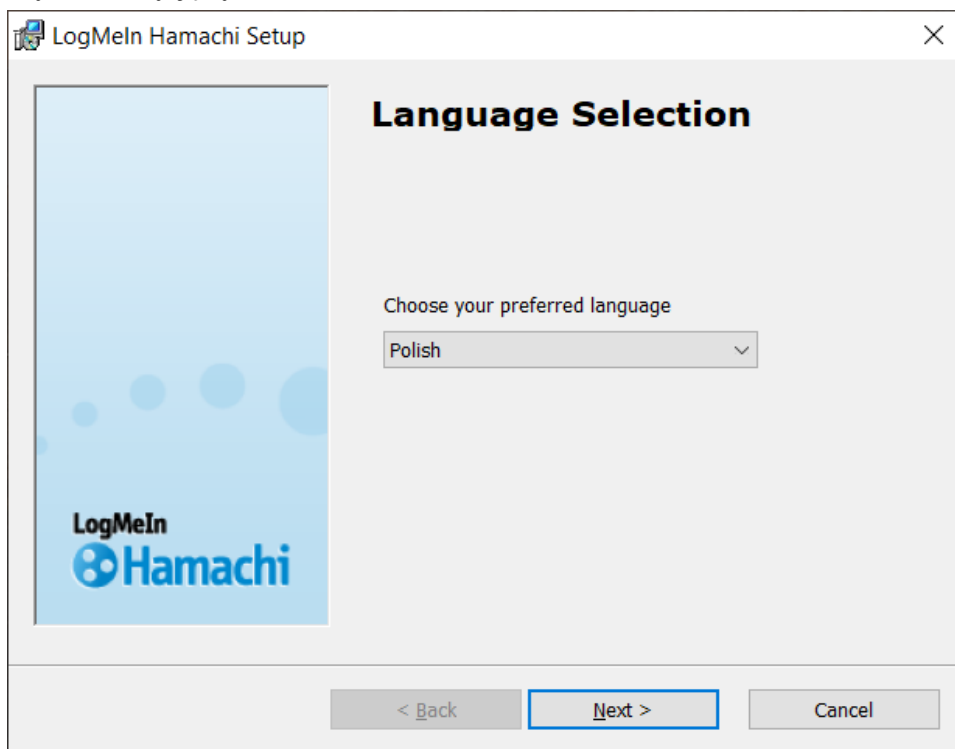 LogMeIn Hamachi Setup
Language Selection
Choose your preferred language
Polish
LogMeIn
Hamachi
< Back
Next >
Cancel